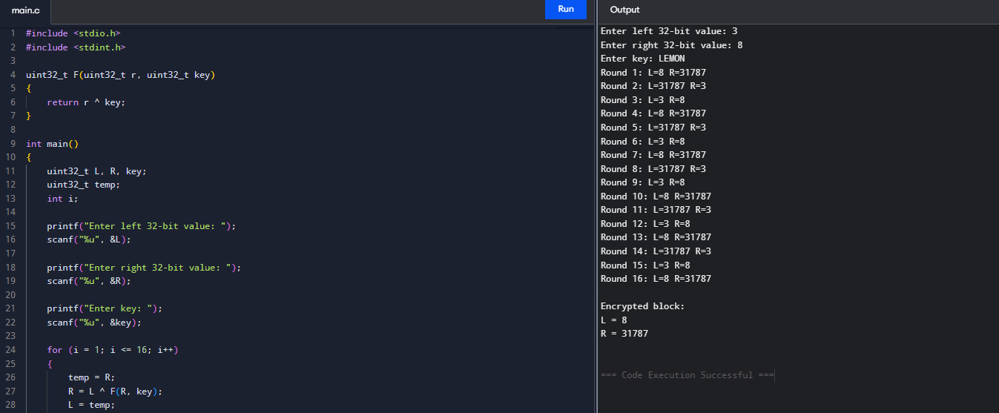 main.c
Run
1 #include <stdio.h>
2 #include <stdint.h>
3
4 uint32_t F(uint32_t r, uint32_t key)
5 {
6     return r ^ key;
7 }
8
9 int main()
10 {
11     uint32_t L, R, key;
12     uint32_t temp;
13     int i;
14
15     printf("Enter left 32-bit value: ");
16     scanf("%u", &L);
17
18     printf("Enter right 32-bit value: ");
19     scanf("%u", &R);
20
21     printf("Enter key: ");
22     scanf("%u", &key);
23
24     for (i = 1; i <= 16; i++)
25     {
26         temp = R;
27         R = L ^ F(R, key);
28         L = temp;
Output
Enter left 32-bit value: 3
Enter right 32-bit value: 8
Enter key: LEMON
Round 1: L=8 R=31787
Round 2: L=31787 R=3
Round 3: L=3 R=8
Round 4: L=8 R=31787
Round 5: L=31787 R=3
Round 6: L=3 R=8
Round 7: L=8 R=31787
Round 8: L=31787 R=3
Round 9: L=3 R=8
Round 10: L=8 R=31787
Round 11: L=31787 R=3
Round 12: L=3 R=8
Round 13: L=8 R=31787
Round 14: L=31787 R=3
Round 15: L=3 R=8
Round 16: L=8 R=31787
Encrypted block:
L = 8
R = 31787
=== Code Execution Successful ===